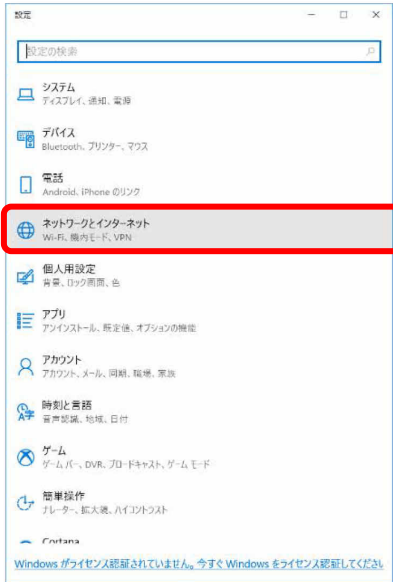 設定
設定の検索
システム
ディスプレイ、通知、電源
デバイス
Bluetooth、プリンター、マウス
電話
Android、iPhone のリンク
ネットワークとインターネット
Wi-Fi、機内モード、VPN
個人用設定
背景、ロック画面、色
アプリ
アンインストール、既定値、オプションの機能
アカウント
アカウント、メール、同期、職場、家族
時刻と言語
音声認識、地域、日付
ゲーム
ゲーム バー、DVR、ブロードキャスト、ゲーム モード
簡単操作
ナレーター、拡大鏡、ハイコントラスト
Cortana
Windows がライセンス認証されていません。今すぐ Windows をライセンス認証してくださ